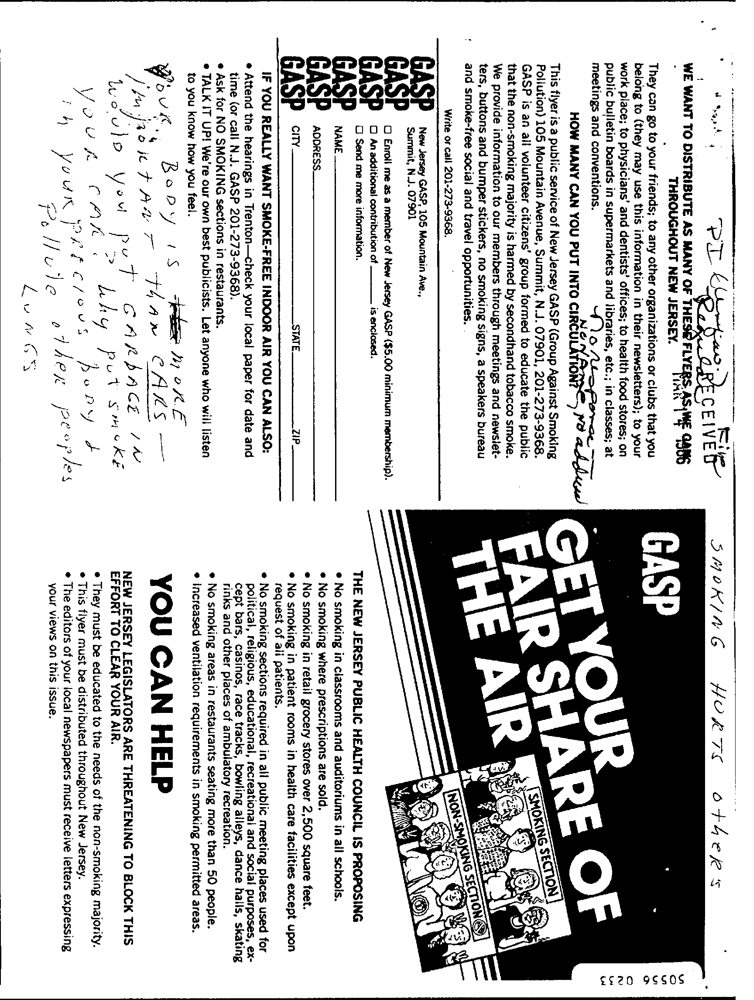 SMOKING HURTS others
GASP
GET YOUR
FAIR SHARE OF
THE AIR
SMOKING SECTION
NON-SMOKING SECTION
THE NEW JERSEY PUBLIC HEALTH COUNCIL IS PROPOSING
• No smoking in classrooms and auditoriums in all schools.
• No smoking where prescriptions are sold.
• No smoking in retail grocery stores over 2,500 square feet.
• No smoking in patient rooms in health care facilities except upon
request of all patients.
• No smoking sections required in all public meeting places used for
political, religious, educational, recreational and social purposes, ex-
cept bars, casinos, race tracks, bowling alleys, dance halls, skating
rinks and other places of ambulatory recreation.
• No smoking areas in restaurants seating more than 50 people.
• Increased ventilation requirements in smoking permitted areas.
YOU CAN HELP
NEW JERSEY LEGISLATORS ARE THREATENING TO BLOCK THIS
EFFORT TO CLEAR YOUR AIR.
• They must be educated to the needs of the non-smoking majority.
• This flyer must be distributed throughout New Jersey.
• The editors of your local newspapers must receive letters expressing
your views on this issue.
RECEIVED
MAR 1986
WE WANT TO DISTRIBUTE AS MANY OF THESE FLYERS AS WE CAN
THROUGHOUT NEW JERSEY.
They can go to your friends; to any other organizations or clubs that you
belong to (they may use this information in their newsletters); to your
work place; to physicians' and dentists' offices; to health food stores; on
public bulletin boards in supermarkets and libraries, etc.; in classes; at
meetings and conventions.
no response
HOW MANY CAN YOU PUT INTO CIRCULATION?
No Name, no address
This flyer is a public service of New Jersey GASP (Group Against Smoking
Pollution) 105 Mountain Avenue, Summit, N.J. 07901, 201-273-9368.
GASP is an all volunteer citizens' group formed to educate the public
that the non-smoking majority is harmed by secondhand tobacco smoke.
We provide information to our members through meetings and newslet-
ters, buttons and bumper stickers, no smoking signs, a speakers bureau
and smoke-free social and travel opportunities.
Write or call 201-273-9368.
GASP
GASP
GASP
GASP
GASP
GASP
New Jersey GASP, 105 Mountain Ave.,
Summit, N.J. 07901
☐ Enroll me as a member of New Jersey GASP ($5.00 minimum membership).
☐ An additional contribution of ______ is enclosed.
☐ Send me more information.
NAME
ADDRESS
CITY STATE ZIP
IF YOU REALLY WANT SMOKE-FREE INDOOR AIR YOU CAN ALSO:
• Attend the hearings in Trenton—check your local paper for date and
time (or call N.J. GASP 201-273-9368).
• Ask for NO SMOKING sections in restaurants.
• TALK IT UP! We're our own best publicists. Let anyone who will listen
to you know how you feel.
YOUR BODY IS MORE
IMPORTANT THAN CARS —
Would you put GARBAGE IN
YOUR CAR? Why put smoke
in your precious body &
Pollute other peoples
LUNGS
50556 0233